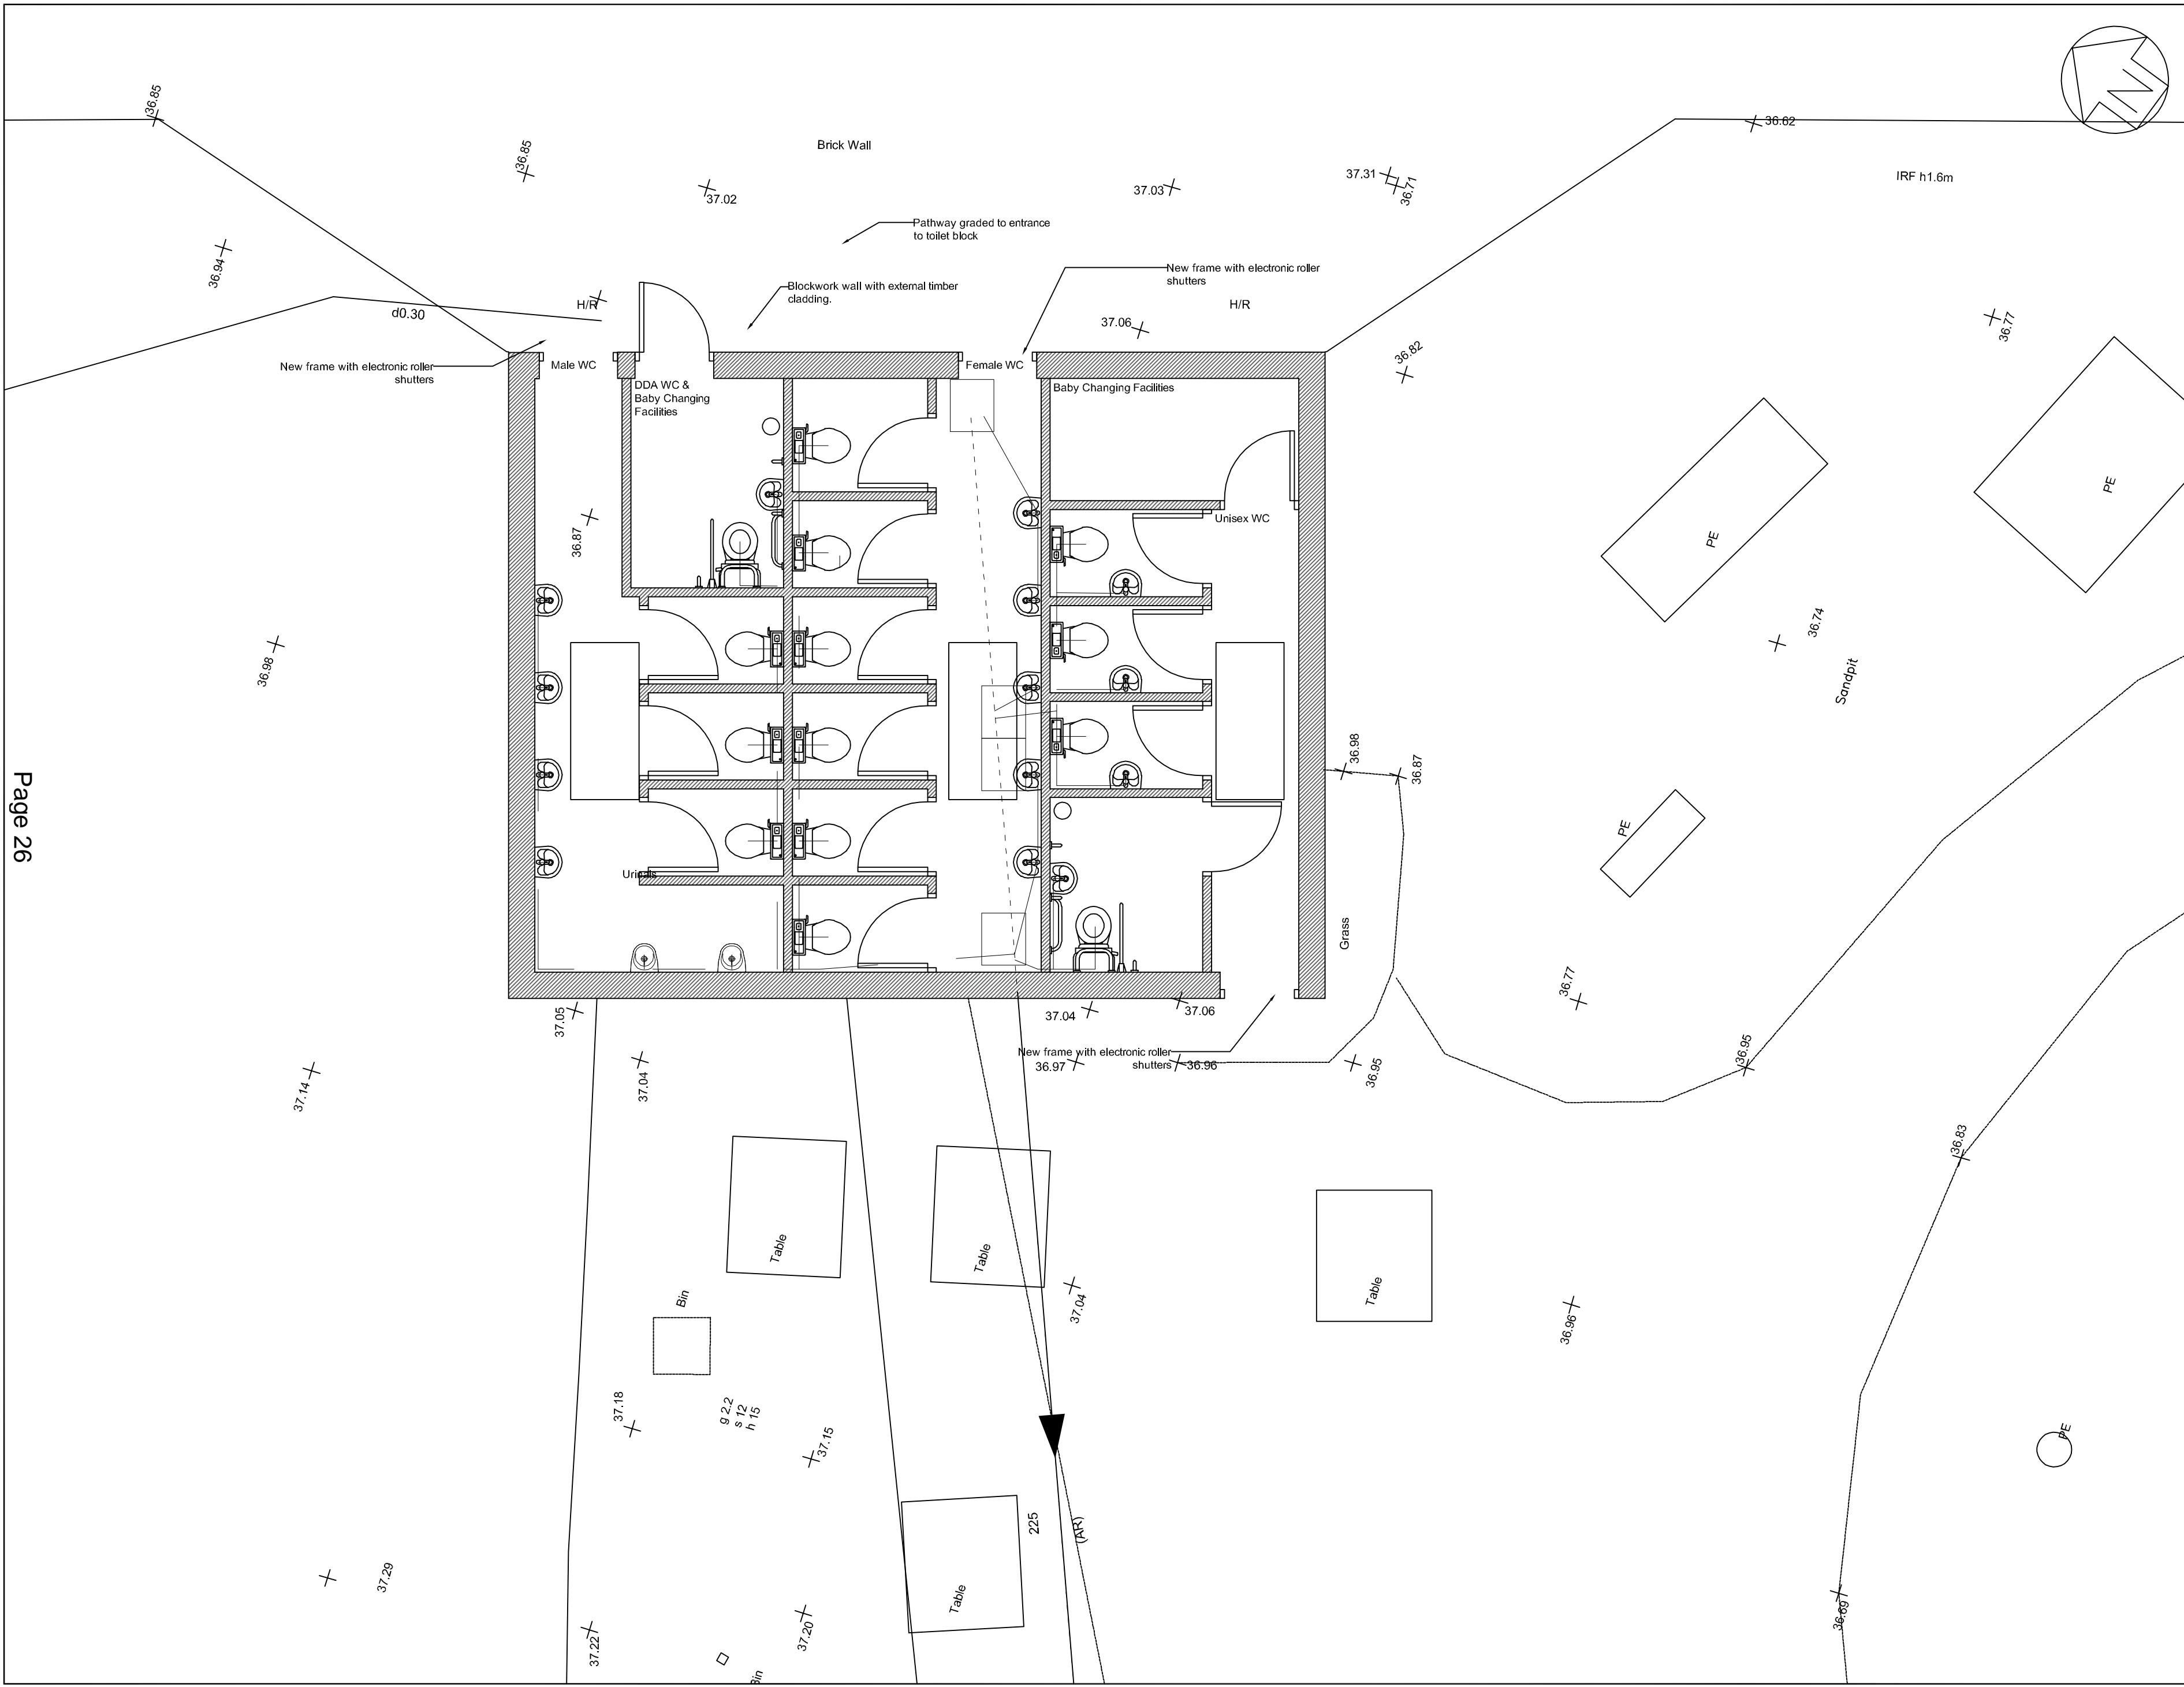 36.85
36.85
Brick Wall
37.02
37.03
37.31
36.71
36.62
IRF h1.6m
N
Pathway graded to entrance
to toilet block
36.94
New frame with electronic roller
shutters
Blockwork wall with external timber
cladding.
H/R
H/R
d0.30
37.06
36.77
New frame with electronic roller
shutters
Male WC
Female WC
36.82
DDA WC &
Baby Changing
Facilities
Baby Changing Facilities
PE
Unisex WC
36.87
PE
36.74
36.98
Sandpit
36.98
36.87
Page 26
PE
Urinals
Grass
36.77
37.05
37.04
37.06
New frame with electronic roller
shutters
36.97
36.96
36.95
36.95
37.14
37.04
36.83
Table
Table
Table
Bin
37.04
36.96
37.18
g 2.2
s 12
h 15
37.15
PE
225
(AR)
37.29
Table
36.69
37.22
37.20
Bin